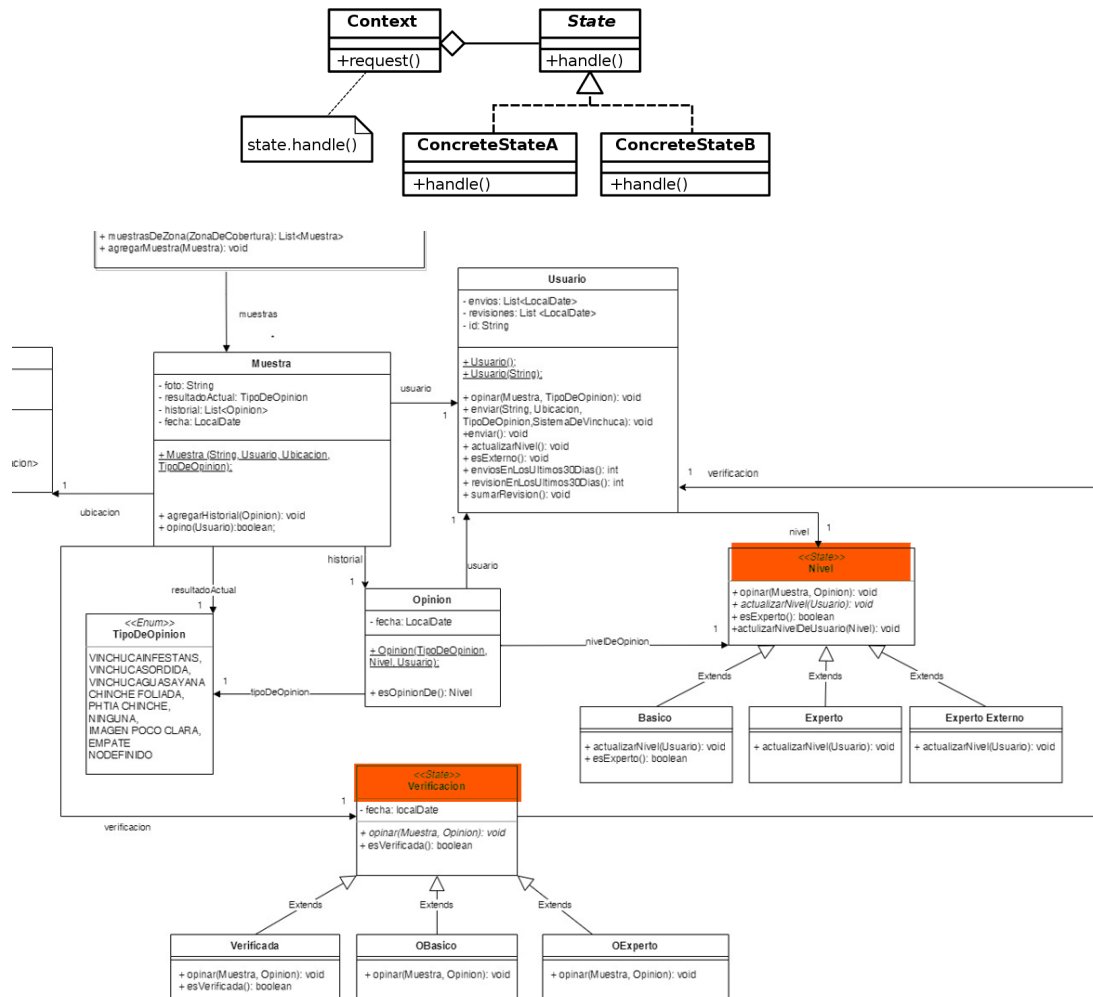 Context
+request()
State
+handle()
state.handle()
ConcreteStateA
+handle()
ConcreteStateB
+handle()
+ muestrasDeZona(ZonaDeCobertura): List<Muestra>
+ agregarMuestra(Muestra): void
muestras
Muestra
- foto: String
- resultadoActual: TipoDeOpinion
- historial: List<Opinion>
- fecha: LocalDate
+ Muestra (String, Usuario, Ubicacion,
TipoDeOpinion);
+ agregarHistorial(Opinion): void
+ opino(Usuario):boolean;
usuario
1
Usuario
- envios: List<LocalDate>
- revisiones: List <LocalDate>
- id: String
+ Usuario();
+ Usuario(String);
+ opinar(Muestra, TipoDeOpinion): void
+ enviar(String, Ubicacion,
TipoDeOpinion,SistemaDeVinchuca): void
+enviar(): void
+ actualizarNivel(): void
+ esExterno(): void
+ enviosEnLosUltimos30Dias(): int
+ revisionEnLosUltimos30Dias(): int
+ sumarRevision(): void
acion>
1
ubicacion
1
verificacion
nivel
1
<<State>>
Nivel
+ opinar(Muestra, Opinion): void
+ actualizarNivel(Usuario): void
+ esExperto(): boolean
+actulizarNivelDeUsuario(Nivel): void
historial
1
1
usuario
resultadoActual
1
<<Enum>>
TipoDeOpinion
VINCHUCAINFESTANS,
VINCHUCASORDIDA,
VINCHUCAGUASAYANA
CHINCHE FOLIADA,
PHTIA CHINCHE,
NINGUNA,
IMAGEN POCO CLARA,
EMPATE
NODEFINIDO
Opinion
- fecha: LocalDate
+ Opinion(TipoDeOpinion,
Nivel, Usuario);
+ esOpinionDe(): Nivel
nivelDeOpinion
1
1
tipoDeOpinion
Extends
Extends
Extends
Basico
+ actualizarNivel(Usuario): void
+ esExperto(): boolean
Experto
+ actualizarNivel(Usuario): void
Experto Externo
+ actualizarNivel(Usuario): void
1
verificacion
<<State>>
Verificacion
- fecha: localDate
+ opinar(Muestra, Opinion): void
+ esVerificada(): boolean
Extends
Extends
Extends
Verificada
+ opinar(Muestra, Opinion): void
+ esVerificada(): boolean
OBasico
+ opinar(Muestra, Opinion): void
OExperto
+ opinar(Muestra, Opinion): void